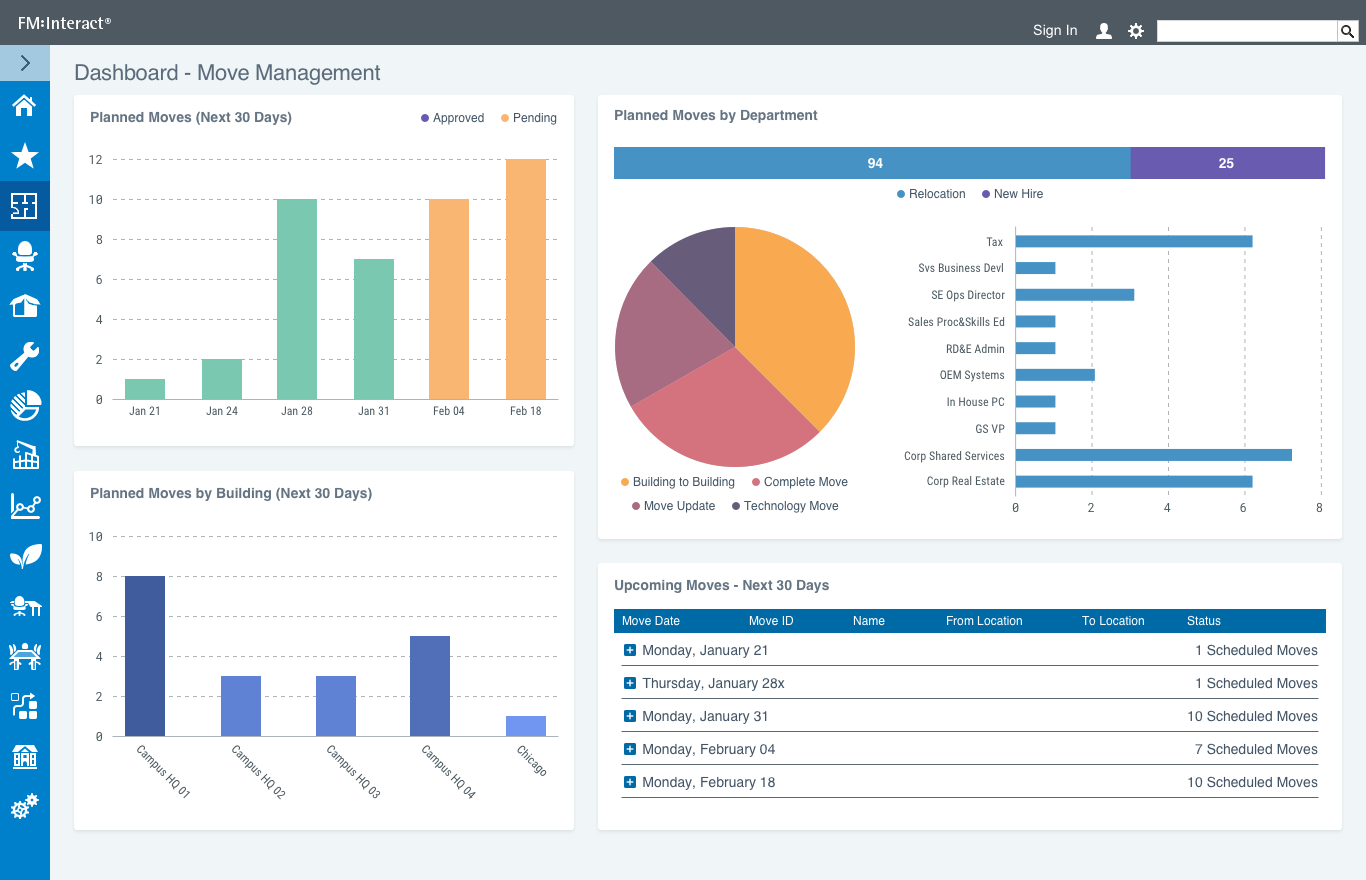 FM:Interact®
Sign In
Dashboard - Move Management
Planned Moves (Next 30 Days)
Approved Pending
12
10
8
6
4
2
0
Jan 21 Jan 24 Jan 28 Jan 31 Feb 04 Feb 18
Planned Moves by Building (Next 30 Days)
10
8
6
4
2
0
Campus HQ 01
Campus HQ 02
Campus HQ 03
Campus HQ 04
Chicago
Planned Moves by Department
94 25
Relocation New Hire
Building to Building Complete Move
Move Update Technology Move
Tax
Svs Business Devl
SE Ops Director
Sales Proc&Skills Ed
RD&E Admin
OEM Systems
In House PC
GS VP
Corp Shared Services
Corp Real Estate
0 2 4 6 8
Upcoming Moves - Next 30 Days
Move Date Move ID Name From Location To Location Status
Monday, January 21 1 Scheduled Moves
Thursday, January 28x 1 Scheduled Moves
Monday, January 31 10 Scheduled Moves
Monday, February 04 7 Scheduled Moves
Monday, February 18 10 Scheduled Moves